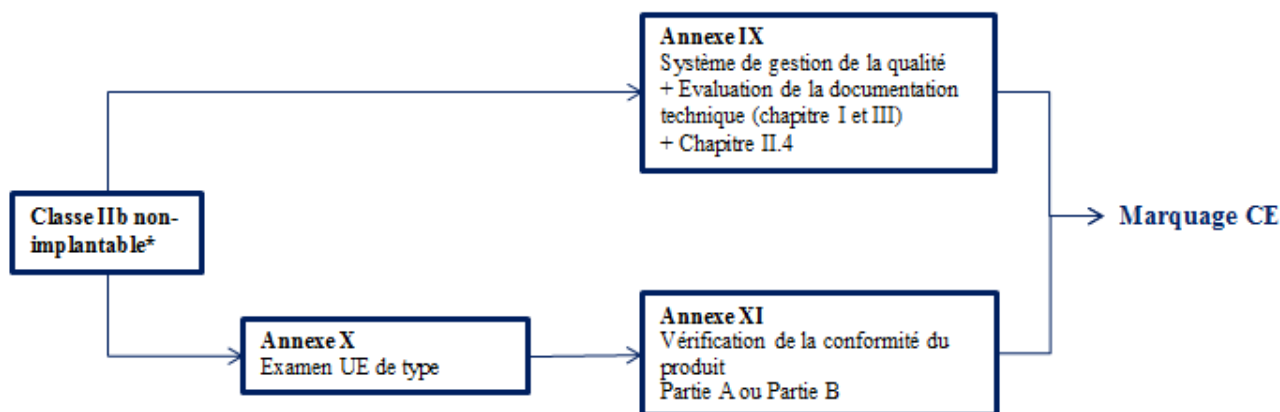 Annexe IX
Système de gestion de la qualité
+ Evaluation de la documentation
technique (chapitre I et III)
+ Chapitre II.4
Classe IIb non-
implantable*
Marquage CE
Annexe X
Examen UE de type
Annexe XI
Vérification de la conformité du
produit
Partie A ou Partie B